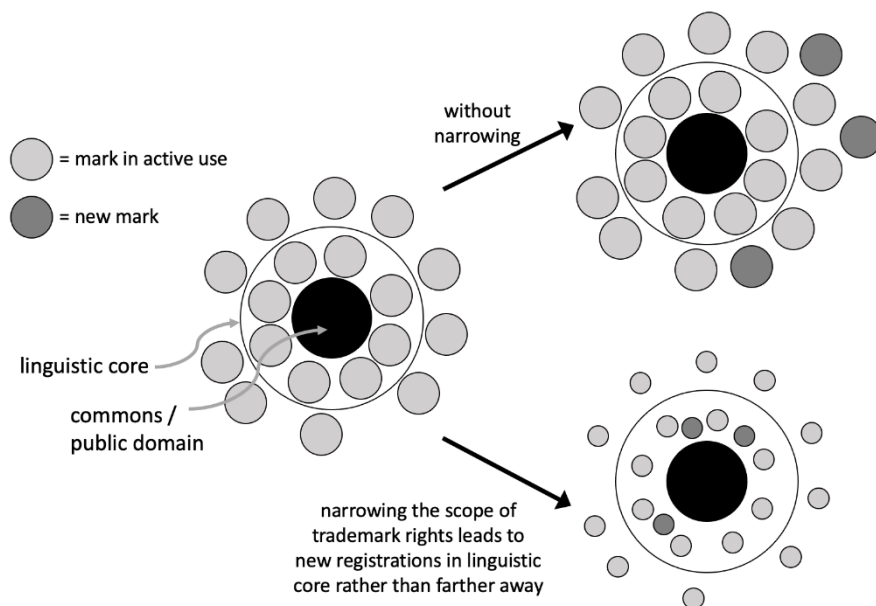 without
narrowing
= mark in active use
= new mark
linguistic core
commons /
public domain
narrowing the scope of
trademark rights leads to
new registrations in linguistic
core rather than farther away